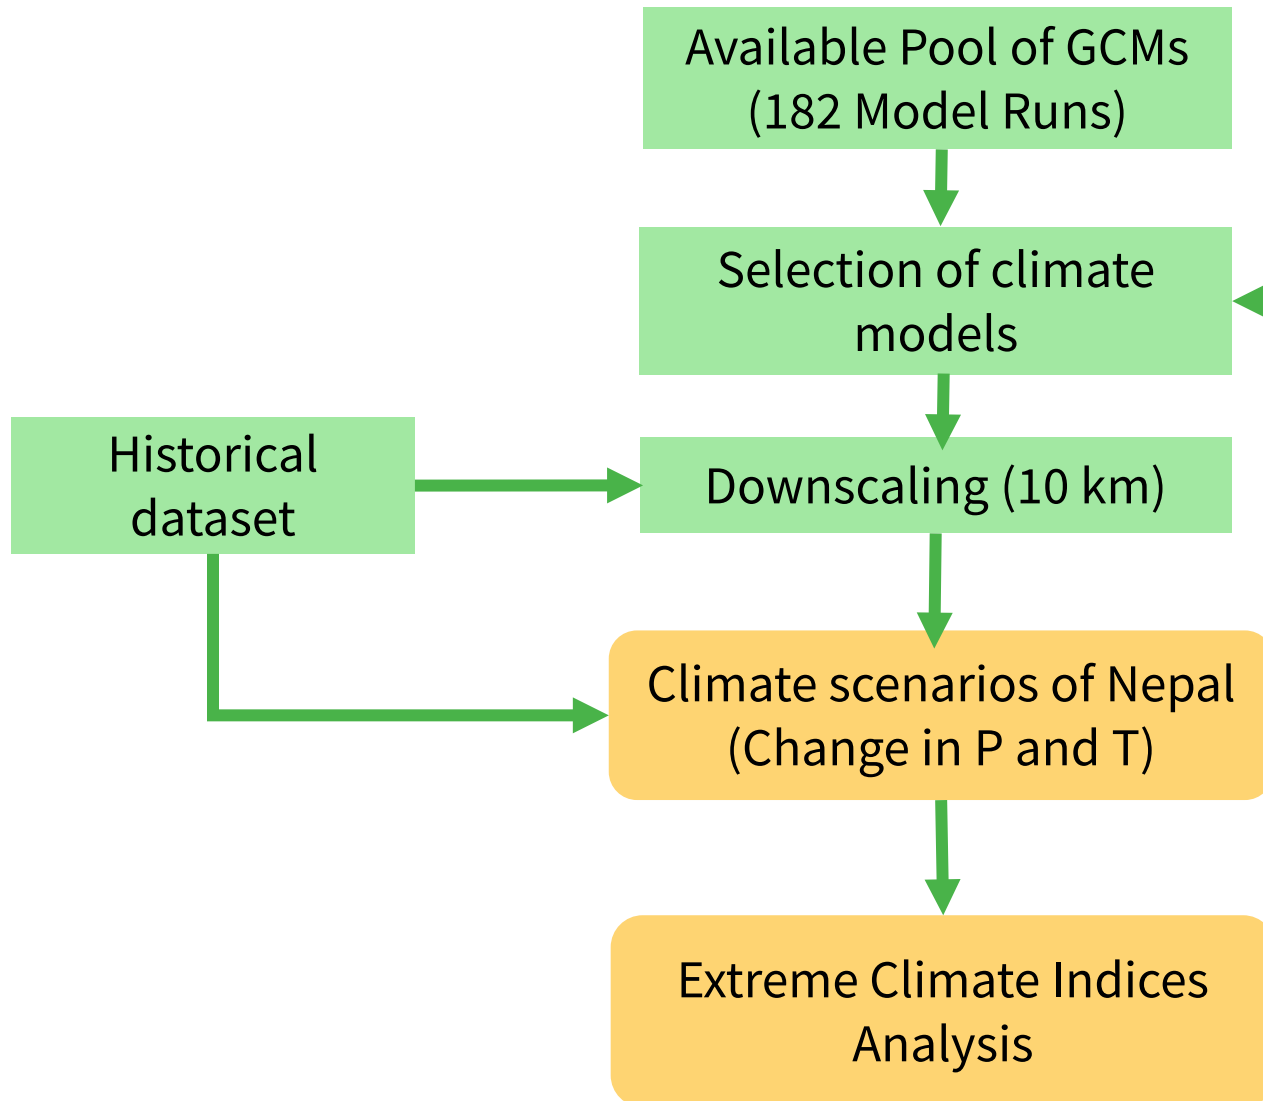 Available Pool of GCMs
(182 Model Runs)
Selection of climate
models
Historical
dataset
Downscaling (10 km)
Climate scenarios of Nepal
(Change in P and T)
Extreme Climate Indices
Analysis